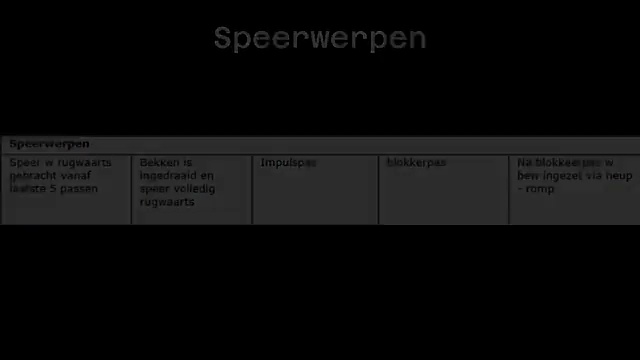 Speerwerpen
Speerwerpen
Speer w rugwaarts
gebracht vanaf
laatste 5 passen
Bekken is
ingedraaid en
speer volledig
rugwaarts
Impulspas
blokkerpas
Na blokkeerpas w
bew ingezet via heup
- romp